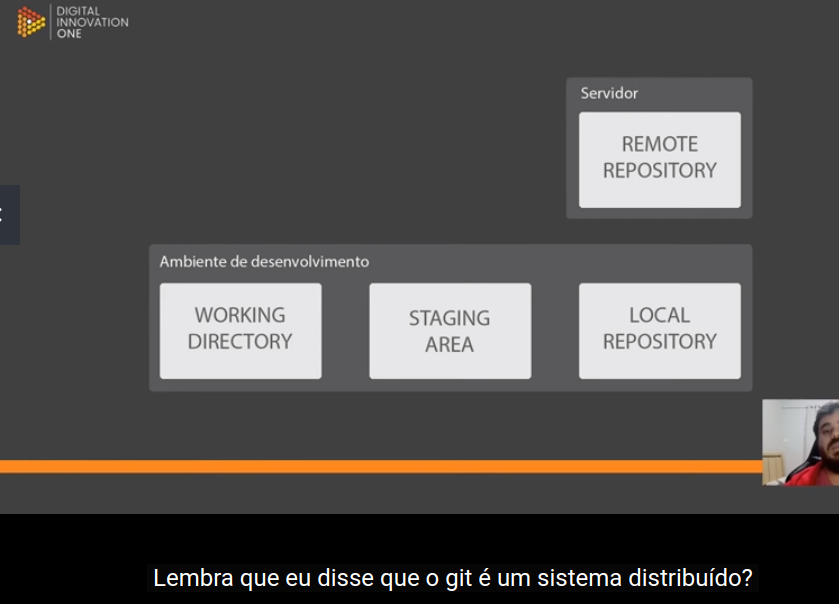 DIGITAL
INNOVATION
ONE
Servidor
REMOTE
REPOSITORY
Ambiente de desenvolvimento
WORKING
DIRECTORY
STAGING
AREA
LOCAL
REPOSITORY
Lembra que eu disse que o git é um sistema distribuído?